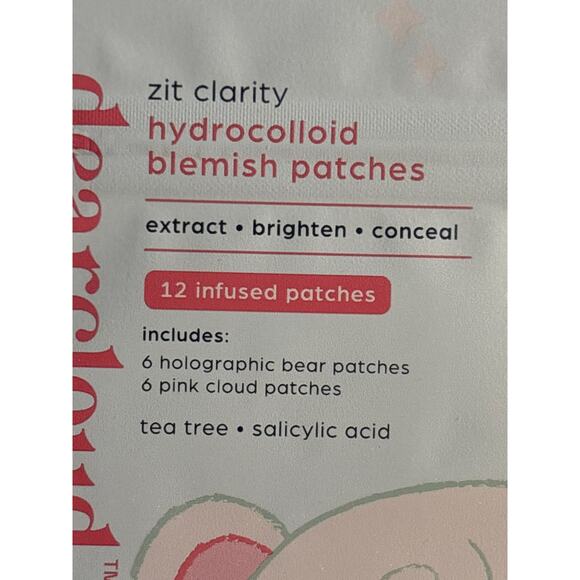 dearcloud™
zit clarity
hydrocolloid
blemish patches
extract • brighten • conceal
12 infused patches
includes:
6 holographic bear patches
6 pink cloud patches
tea tree • salicylic acid